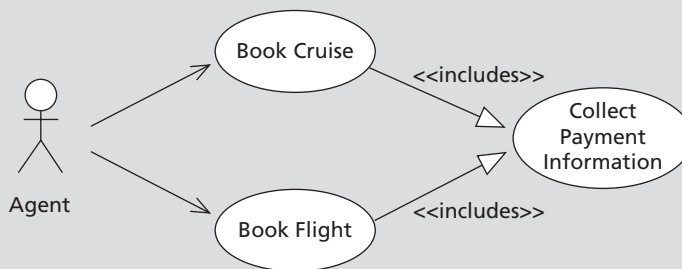 Book Cruise
<<includes>>
Collect
Payment
Information
Agent
<<includes>>
Book Flight